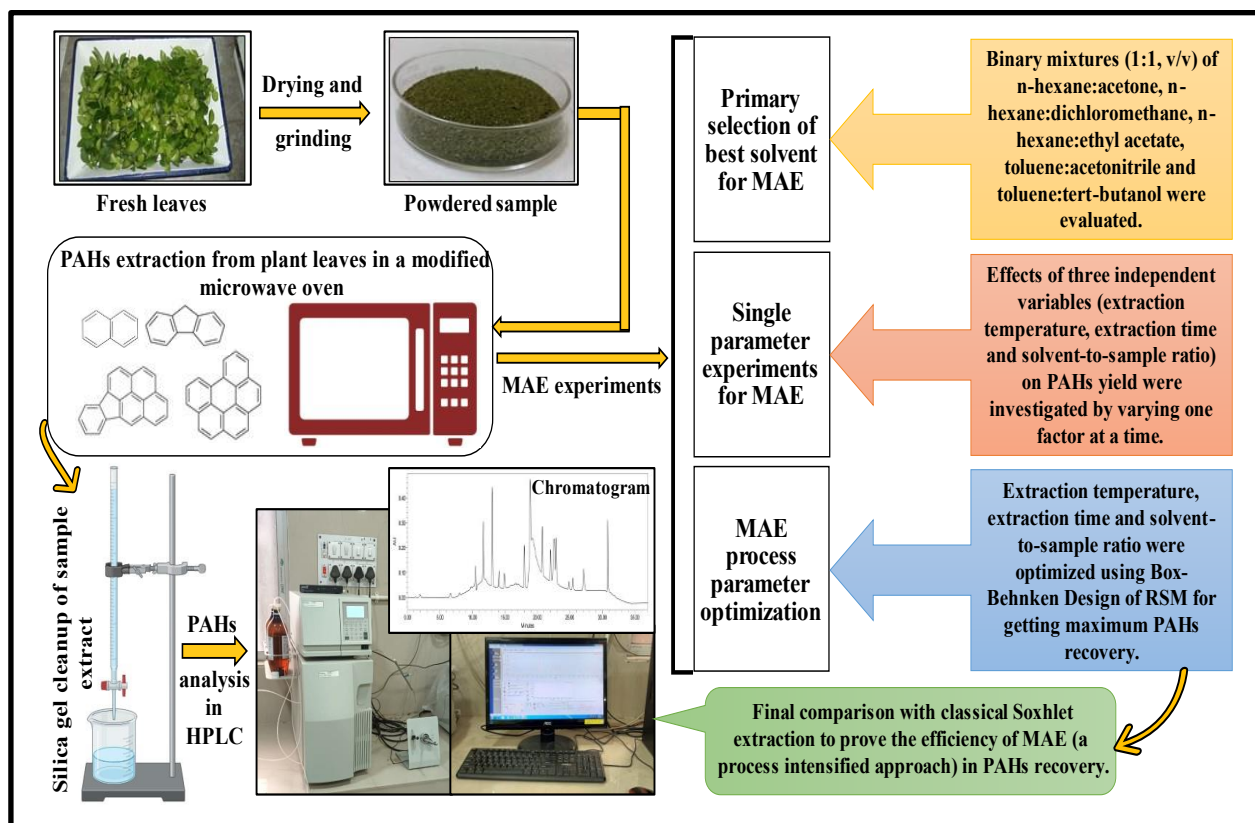 Fresh leaves
Drying and
grinding
Powdered sample
PAHs extraction from plant leaves in a modified
microwave oven
MAE experiments
Silica gel cleanup of sample
extract
PAHs
analysis
in
HPLC
Chromatogram
Minutes
Primary
selection of
best solvent
for MAE
Binary mixtures (1:1, v/v) of
n-hexane:acetone, n-
hexane:dichloromethane, n-
hexane:ethyl acetate,
toluene:acetonitrile and
toluene:tert-butanol were
evaluated.
Single
parameter
experiments
for MAE
Effects of three independent
variables (extraction
temperature, extraction time
and solvent-to-sample ratio)
on PAHs yield were
investigated by varying one
factor at a time.
MAE
process
parameter
optimization
Extraction temperature,
extraction time and solvent-
to-sample ratio were
optimized using Box-
Behnken Design of RSM for
getting maximum PAHs
recovery.
Final comparison with classical Soxhlet
extraction to prove the efficiency of MAE (a
process intensified approach) in PAHs recovery.